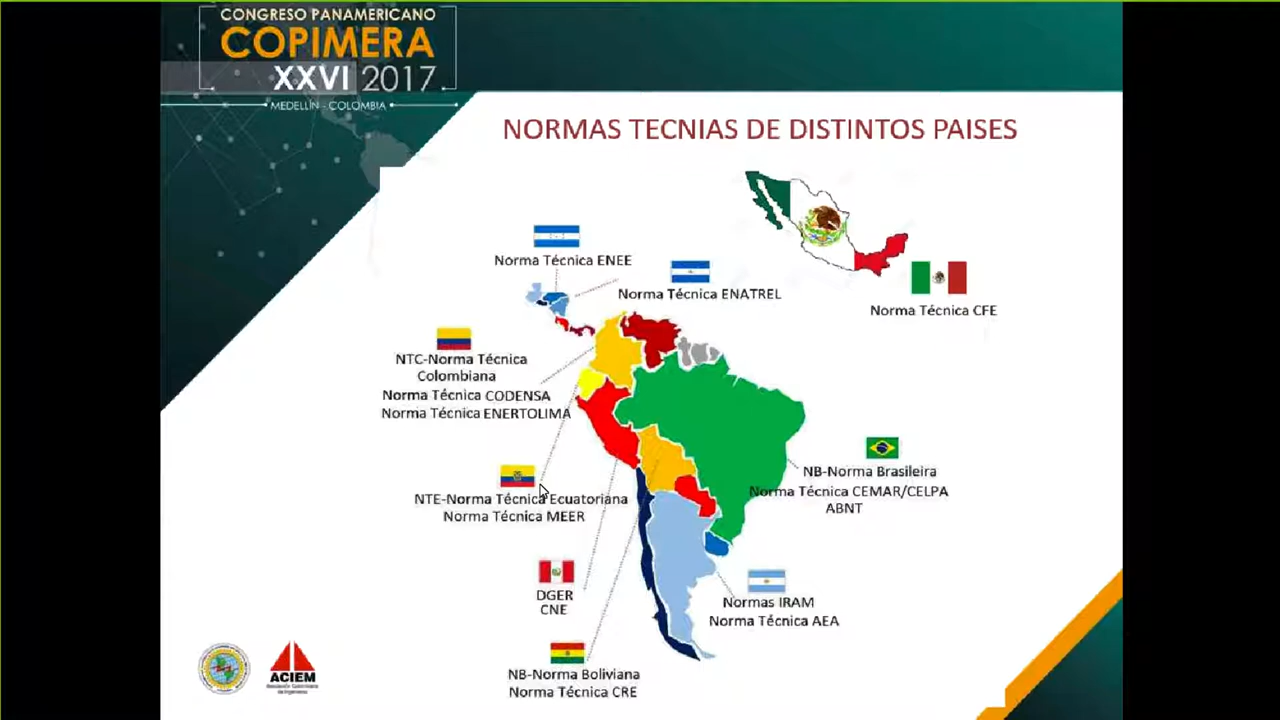 CONGRESO PANAMERICANO
COPIMERA
XXVI 2017
MEDELLÍN - COLOMBIA
NORMAS TECNIAS DE DISTINTOS PAISES
Norma Técnica ENEE
Norma Técnica ENATREL
Norma Técnica CFE
NTC-Norma Técnica
Colombiana
Norma Técnica CODENSA
Norma Técnica ENERTOLIMA
NB-Norma Brasileira
Norma Técnica CEMAR/CELPA
ABNT
NTE-Norma Técnica Ecuatoriana
Norma Técnica MEER
DGER
CNE
Normas IRAM
Norma Técnica AEA
NB-Norma Boliviana
Norma Técnica CRE
ACIEM